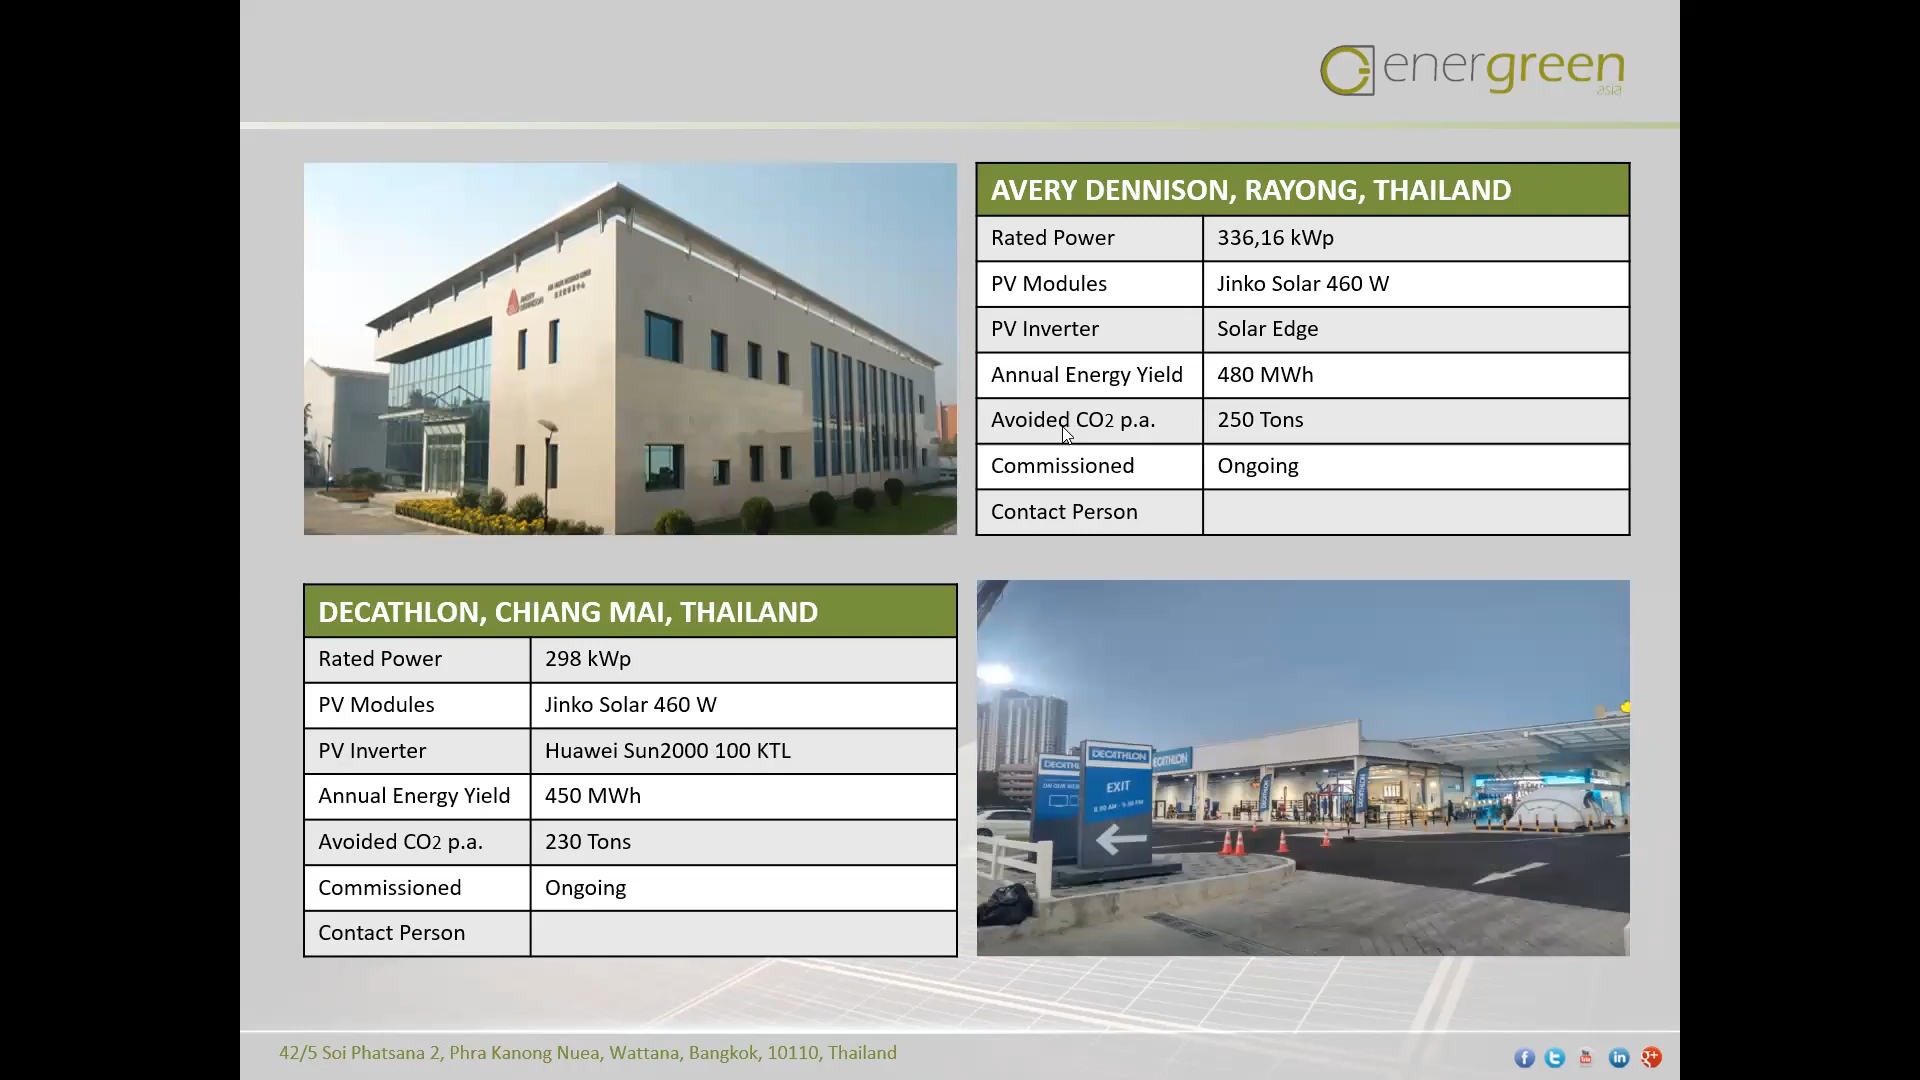 energreen
asia
AVERY
DENNISON
AVERY DENNISON, RAYONG, THAILAND
Rated Power 336,16 kWp
PV Modules Jinko Solar 460 W
PV Inverter Solar Edge
Annual Energy Yield 480 MWh
Avoided CO2 p.a. 250 Tons
Commissioned Ongoing
Contact Person
DECATHLON, CHIANG MAI, THAILAND
Rated Power 298 kWp
PV Modules Jinko Solar 460 W
PV Inverter Huawei Sun2000 100 KTL
Annual Energy Yield 450 MWh
Avoided CO2 p.a. 230 Tons
Commissioned Ongoing
Contact Person
DECATHLON
EXIT
DECATHLON
42/5 Soi Phatsana 2, Phra Kanong Nuea, Wattana, Bangkok, 10110, Thailand